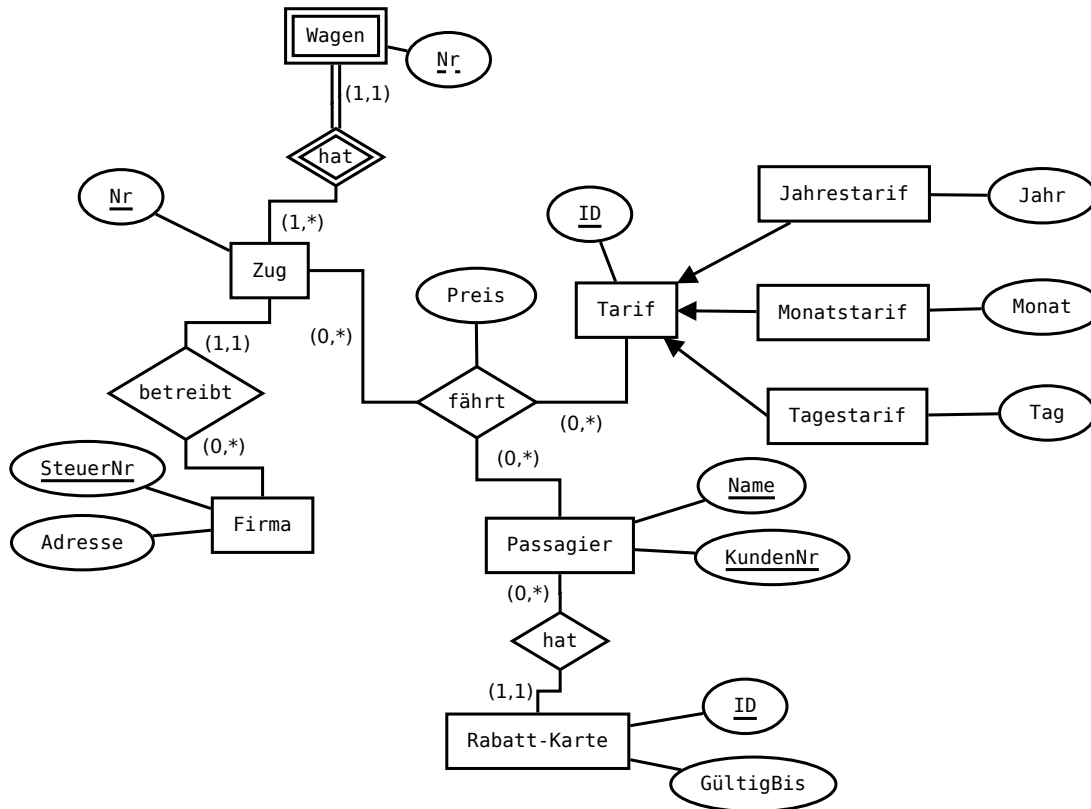 Wagen
Nr
(1,1)
hat
Nr
(1,*)
Zug
Jahrestarif
Jahr
ID
Preis
Tarif
Monatstarif
Monat
(1,1)
(0,*)
betreibt
fährt
(0,*)
Tagestarif
Tag
(0,*)
SteuerNr
(0,*)
Name
Adresse
Firma
Passagier
KundenNr
(0,*)
hat
(1,1)
ID
Rabatt-Karte
GültigBis